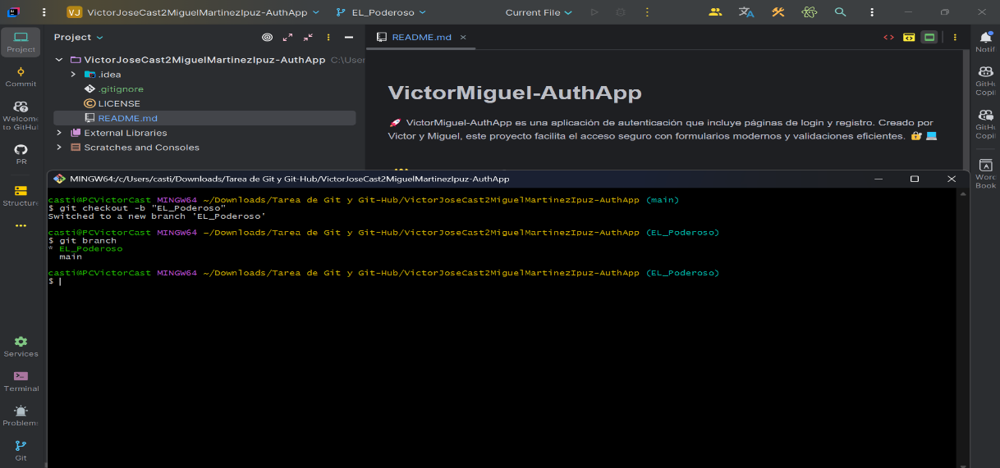 VJ VictorJoseCast2MiguelMartinezIpuz-AuthApp EL_Poderoso Current File
Project
Commit
Welcome
to GitHu
PR
Structure
Services
Terminal
Problems
Git
Project
VictorJoseCast2MiguelMartinezIpuz-AuthApp C:\User
.idea
.gitignore
LICENSE
README.md
External Libraries
Scratches and Consoles
README.md
VictorMiguel-AuthApp
🚀 VictorMiguel-AuthApp es una aplicación de autenticación que incluye páginas de login y registro. Creado por
Victor y Miguel, este proyecto facilita el acceso seguro con formularios modernos y validaciones eficientes. 🔐 💻
Notifi
GitHu
Copil
GitHu
Copil
Word
Book
MINGW64:/c/Users/casti/Downloads/Tarea de Git y Git-Hub/VictorJoseCast2MiguelMartinezIpuz-AuthApp
casti@PCVictorCast MINGW64 ~/Downloads/Tarea de Git y Git-Hub/VictorJoseCast2MiguelMartinezIpuz-AuthApp (main)
$ git checkout -b "EL_Poderoso"
Switched to a new branch 'EL_Poderoso'
casti@PCVictorCast MINGW64 ~/Downloads/Tarea de Git y Git-Hub/VictorJoseCast2MiguelMartinezIpuz-AuthApp (EL_Poderoso)
$ git branch
* EL_Poderoso
main
casti@PCVictorCast MINGW64 ~/Downloads/Tarea de Git y Git-Hub/VictorJoseCast2MiguelMartinezIpuz-AuthApp (EL_Poderoso)
$